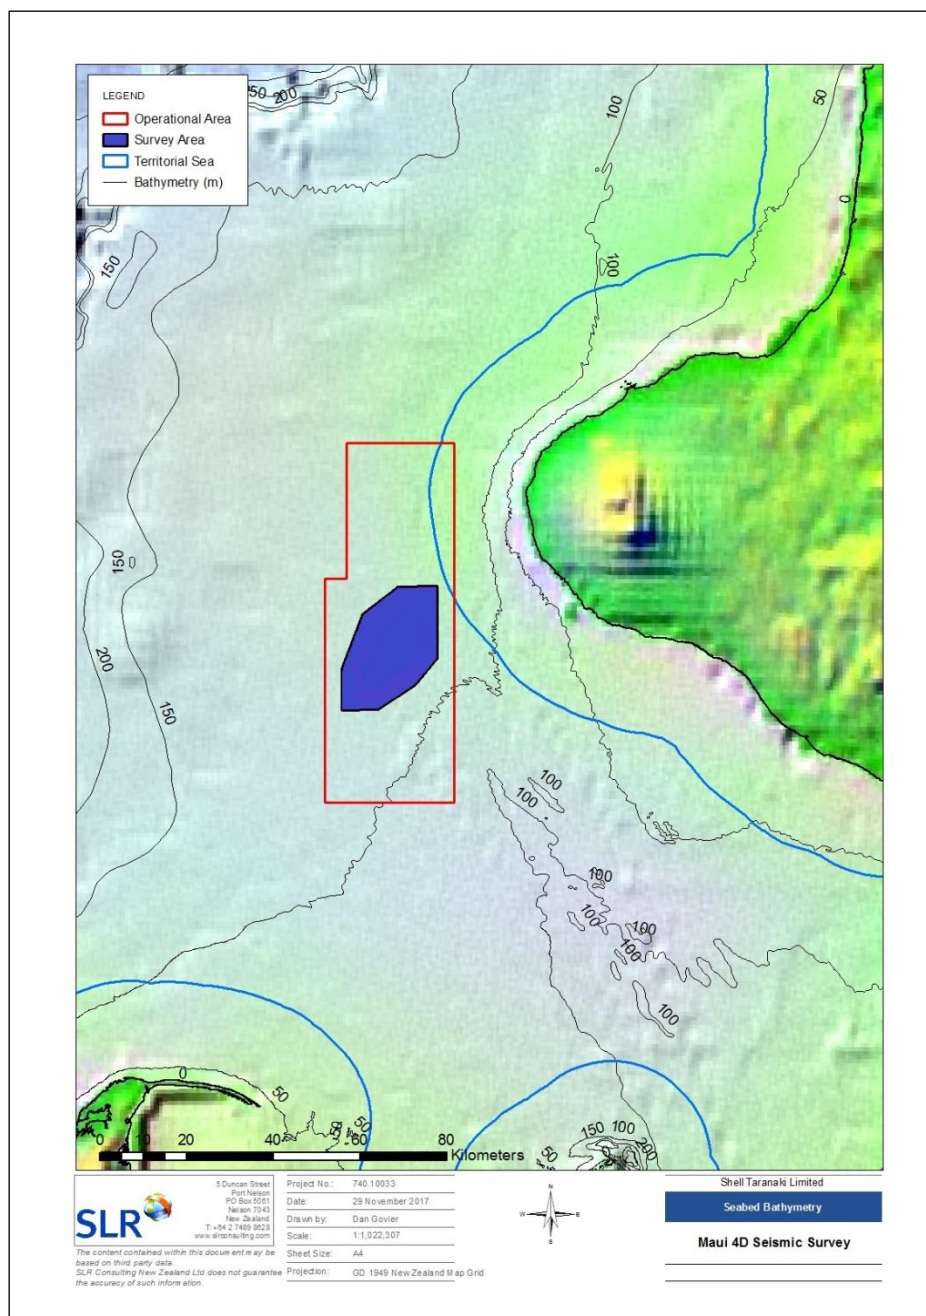 LEGEND
Operational Area
Survey Area
Territorial Sea
Bathymetry (m)
200
100
50
0
150
100
150
200
150
100
100
100
100
100
100
100
0
50
50
150
100
200
50
0 10 20 40 60 80
Kilometers
SLR
5 Duncan Street
Port Nelson
PO Box 5061
Nelson 7043
New Zealand
T: +64 2 7489 8628
www.slrconsulting.com
The content contained within this document may be
based on third party data.
SLR Consulting New Zealand Ltd does not guarantee
the accuracy of such information.
Project No.: 740.10033
Date: 29 November 2017
Drawn by: Dan Govier
Scale: 1:1,022,307
Sheet Size: A4
Projection: GD 1949 New Zealand Map Grid
N
W E
S
Shell Taranaki Limited
Seabed Bathymetry
Maui 4D Seismic Survey